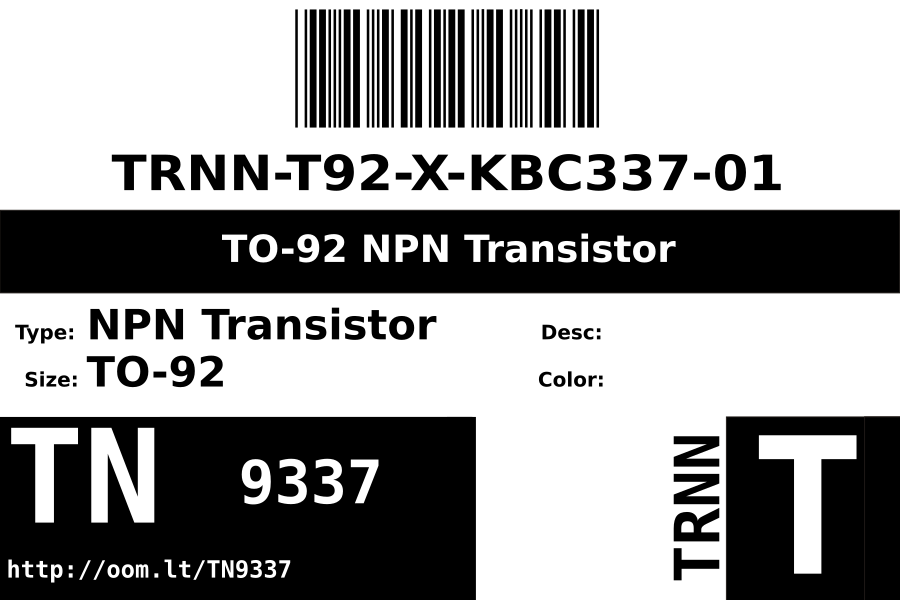 TRNN-T92-X-KBC337-01
TO-92 NPN Transistor
Type: NPN Transistor
Desc:
Size: TO-92
Color:
TN 9337
http://oom.lt/TN9337
TRNN
T